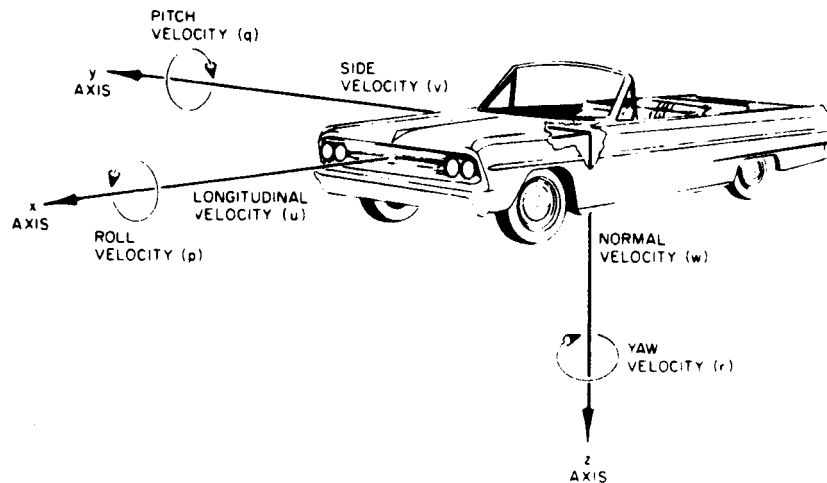 PITCH
VELOCITY (q)
y
AXIS
SIDE
VELOCITY (v)
x
AXIS
ROLL
VELOCITY (p)
LONGITUDINAL
VELOCITY (u)
NORMAL
VELOCITY (w)
YAW
VELOCITY (r)
z
AXIS